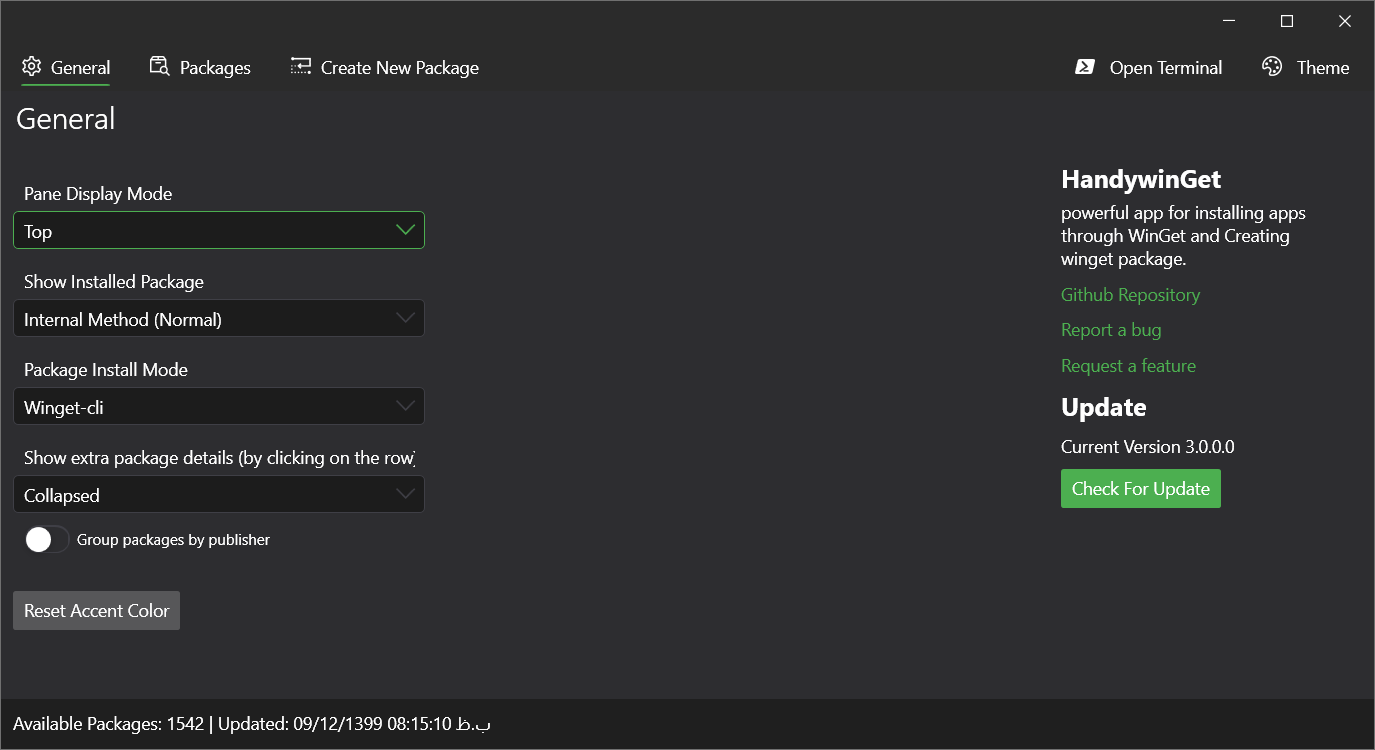 General
Packages
Create New Package
Open Terminal
Theme
General
Pane Display Mode
Top
Show Installed Package
Internal Method (Normal)
Package Install Mode
Winget-cli
Show extra package details (by clicking on the row)
Collapsed
Group packages by publisher
Reset Accent Color
HandywinGet
powerful app for installing apps
through WinGet and Creating
winget package.
Github Repository
Report a bug
Request a feature
Update
Current Version 3.0.0.0
Check For Update
Available Packages: 1542 | Updated: 09/12/1399 08:15:10 ب.ظ